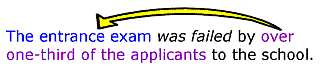 The entrance exam was failed by over
one-third of the applicants to the school.